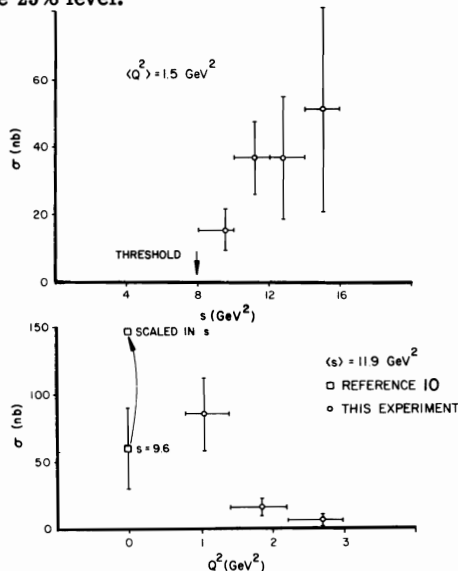 e 25% level.
60
⟨Q²⟩ = 1.5 GeV²
40
σ (nb)
20
THRESHOLD
0
4 8 12 16
s (GeV²)
150
SCALED IN s
⟨s⟩ = 11.9 GeV²
□ REFERENCE 10
○ THIS EXPERIMENT
100
σ (nb)
s = 9.6
50
0
0 1 2 3
Q² (GeV²)